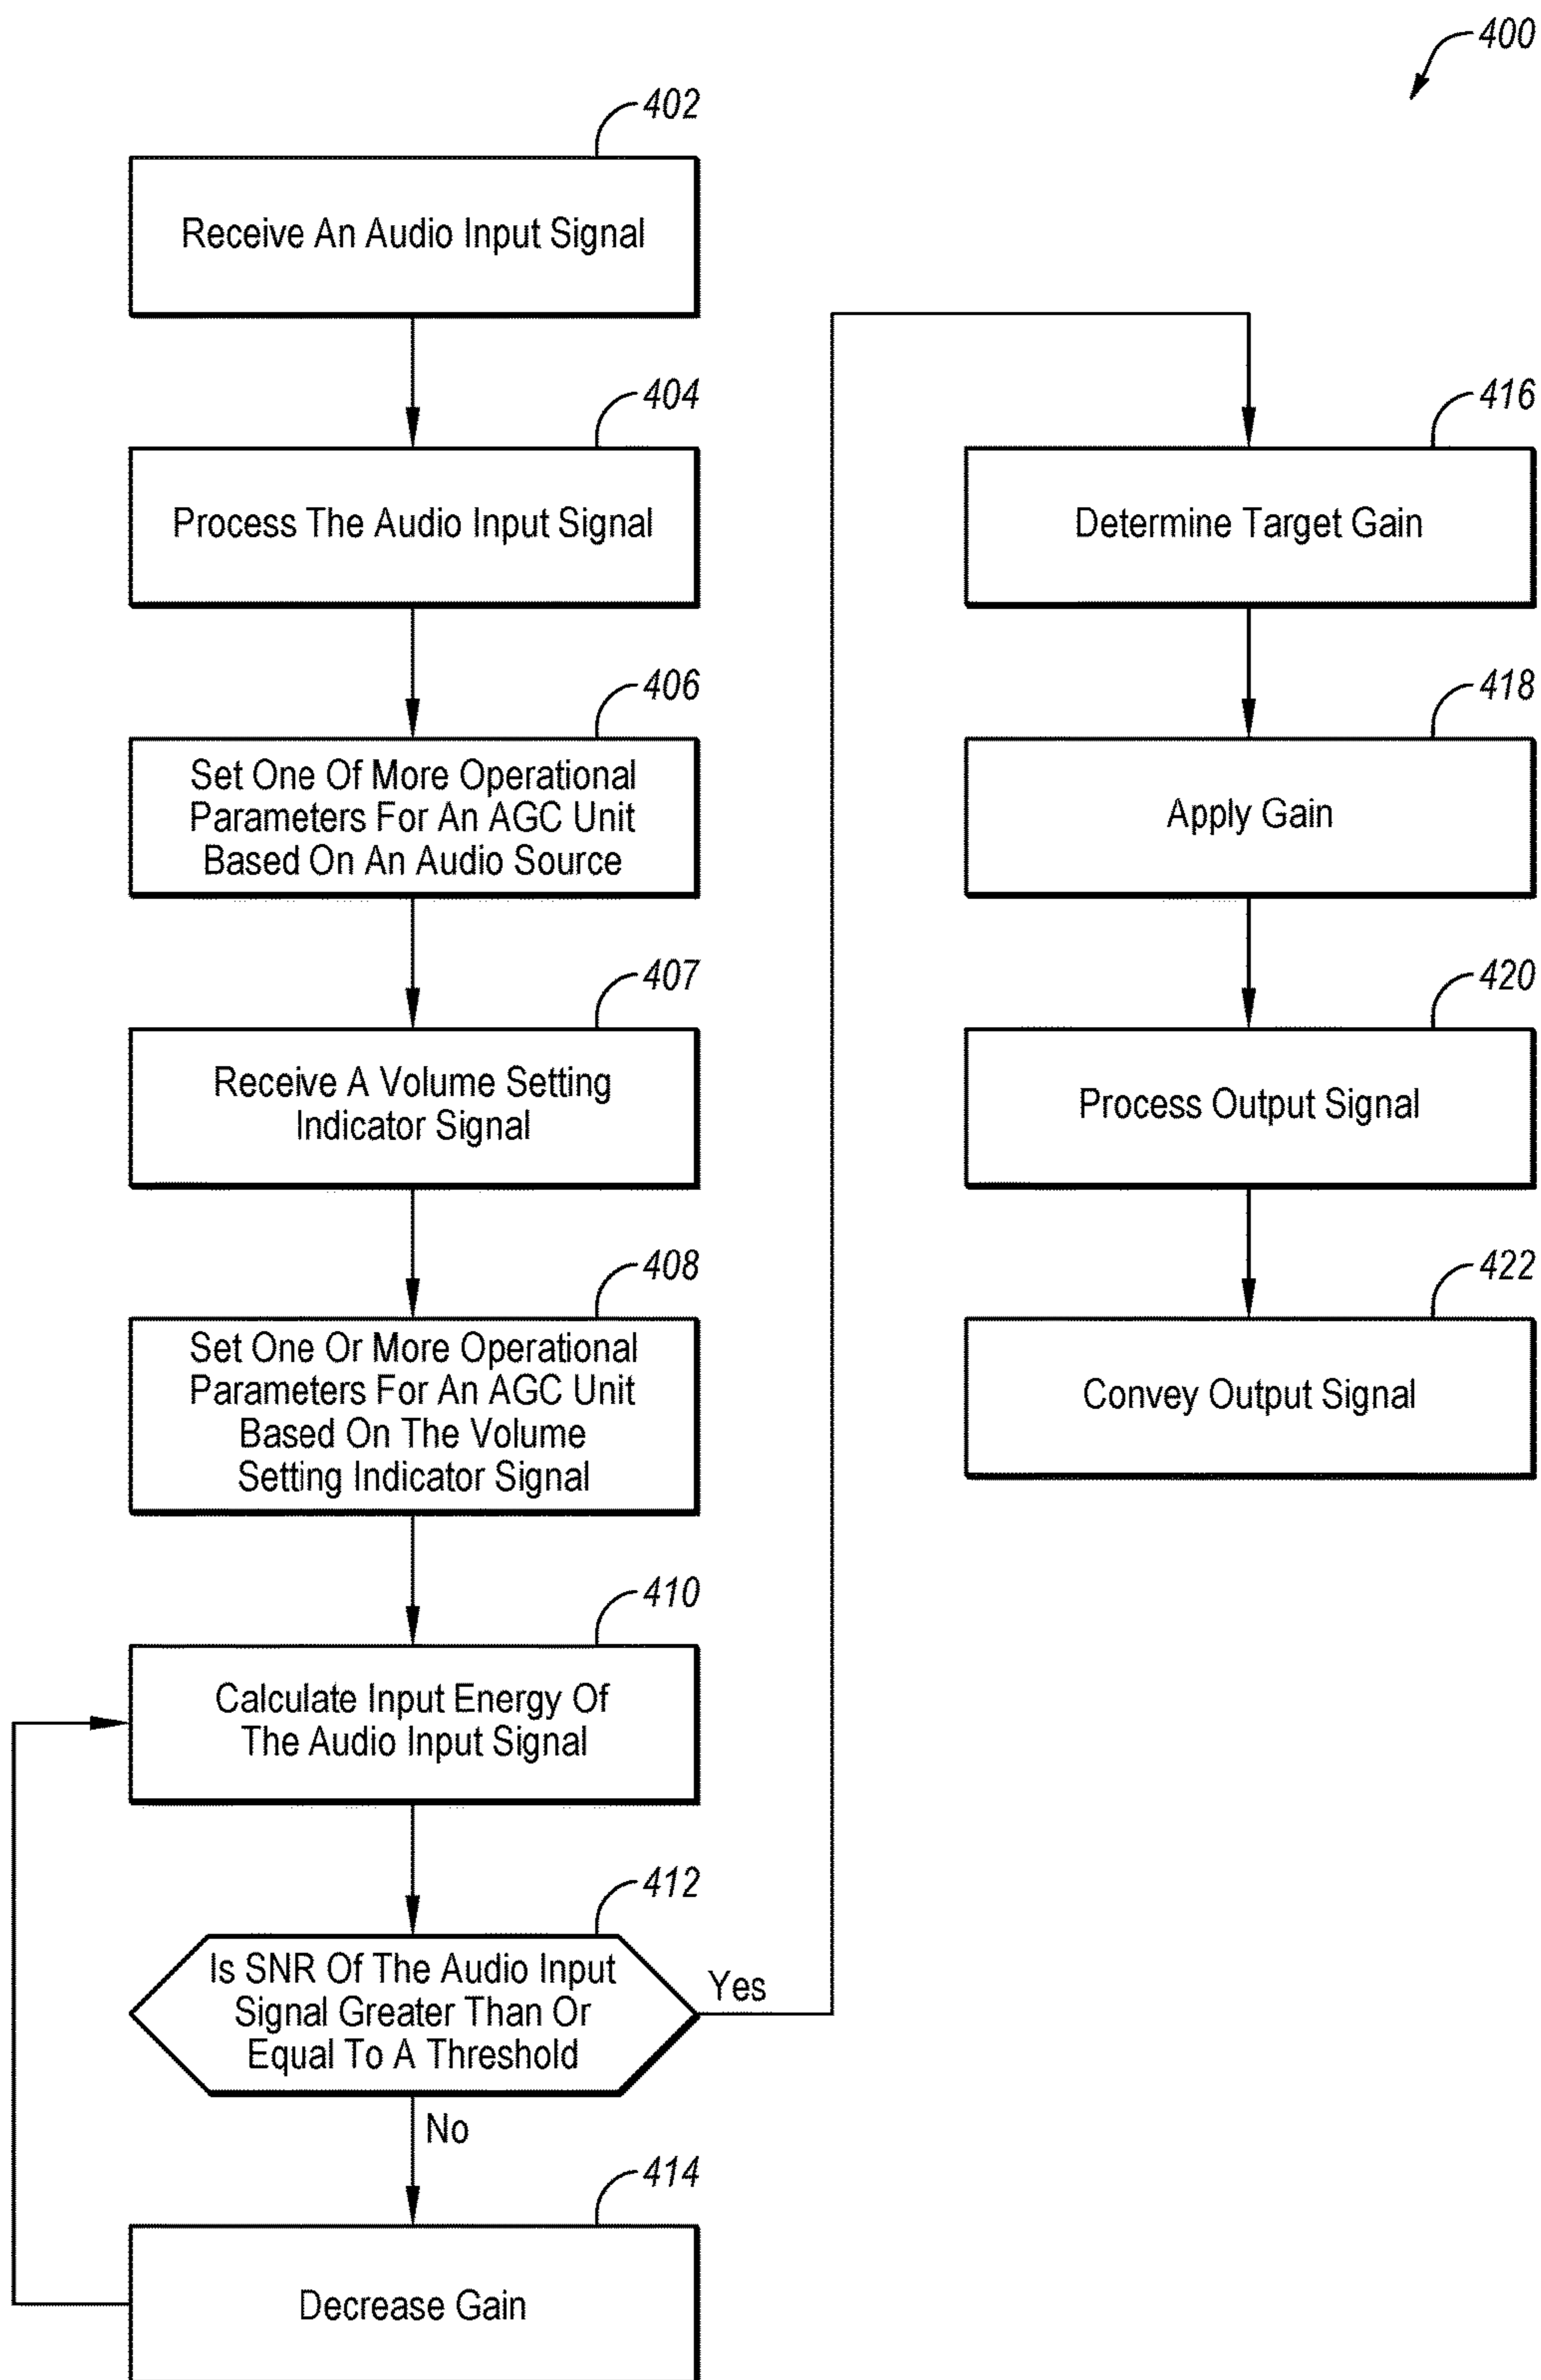 400
402
Receive An Audio Input Signal
404
Process The Audio Input Signal
406
Set One Of More Operational
Parameters For An AGC Unit
Based On An Audio Source
407
Receive A Volume Setting
Indicator Signal
408
Set One Or More Operational
Parameters For An AGC Unit
Based On The Volume
Setting Indicator Signal
410
Calculate Input Energy Of
The Audio Input Signal
412
Is SNR Of The Audio Input
Signal Greater Than Or
Equal To A Threshold
Yes
No
414
Decrease Gain
416
Determine Target Gain
418
Apply Gain
420
Process Output Signal
422
Convey Output Signal